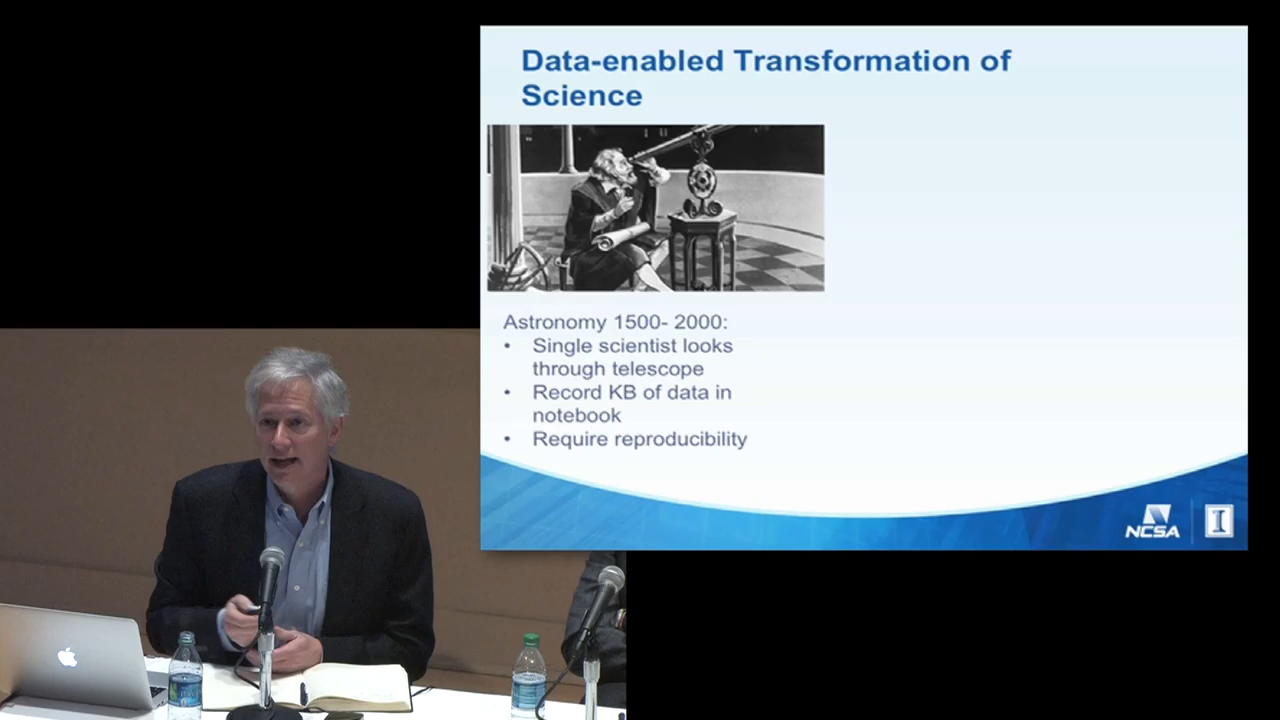 Data-enabled Transformation of
Science
Astronomy 1500- 2000:
• Single scientist looks
through telescope
• Record KB of data in
notebook
• Require reproducibility
NCSA
I